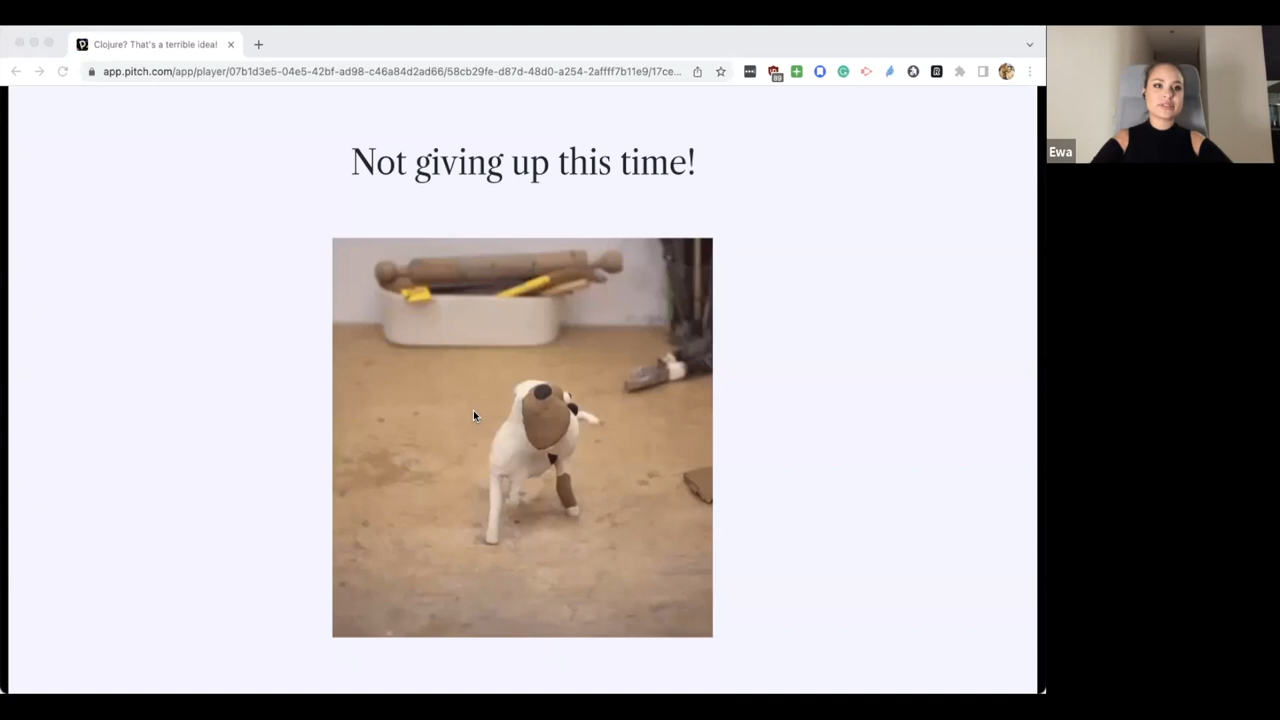 Clojure? That's a terrible idea!
app.pitch.com/app/player/07b1d3e5-04e5-42bf-ad98-c46a84d2ad66/58cb29fe-d87d-48d0-a254-2affff7b11e9/17ce...
89
Not giving up this time!
Ewa